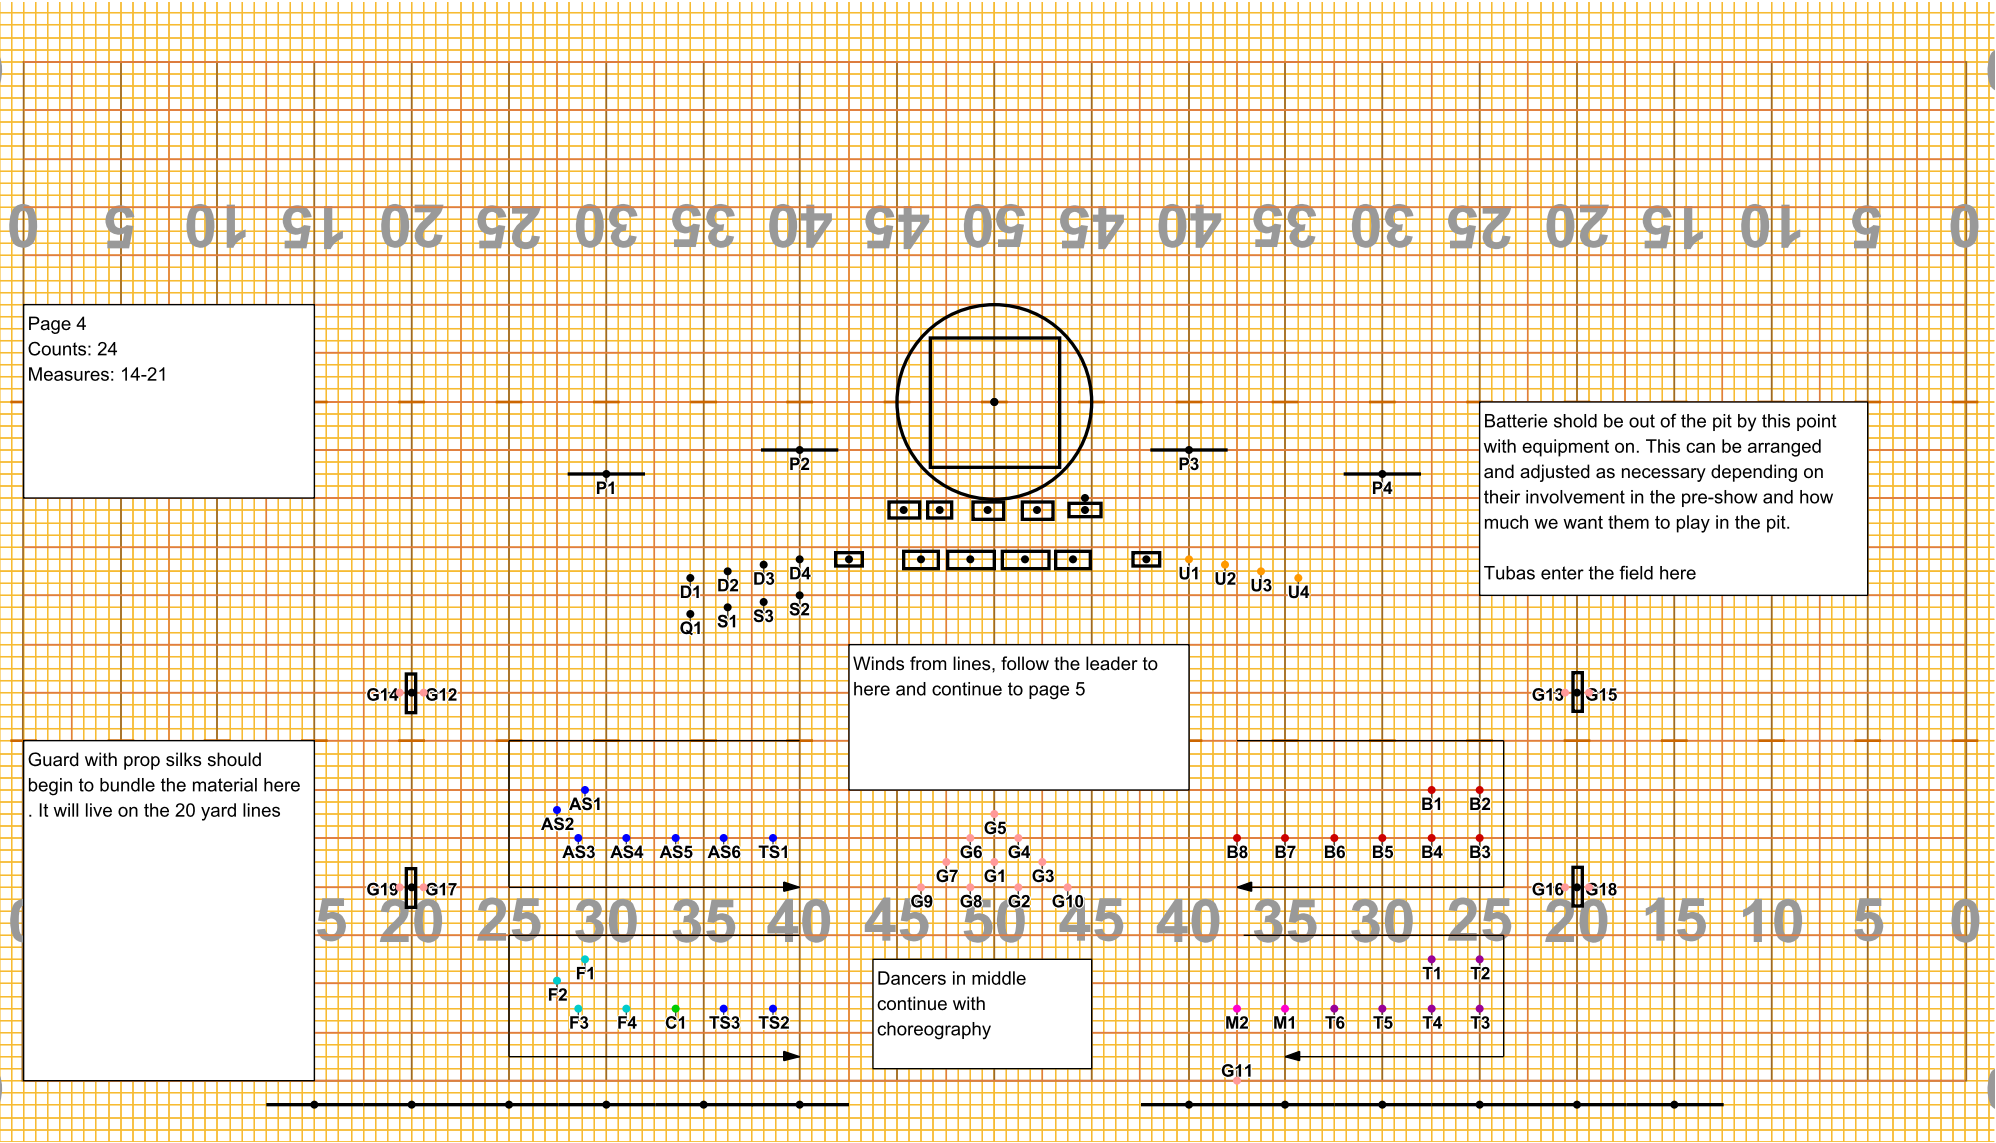 0 5 10 15 20 25 30 35 40 45 50 45 40 35 30 25 20 15 10 5 0
Page 4
Counts: 24
Measures: 14-21
Batterie shold be out of the pit by this point
with equipment on. This can be arranged
and adjusted as necessary depending on
their involvement in the pre-show and how
much we want them to play in the pit.
Tubas enter the field here
P1 P2 P3 P4
D1 D2 D3 D4
Q1 S1 S3 S2
U1 U2 U3 U4
Winds from lines, follow the leader to
here and continue to page 5
G14 G12
G13 G15
Guard with prop silks should
begin to bundle the material here
. It will live on the 20 yard lines
AS1
AS2
AS3 AS4 AS5 AS6 TS1
G5
G6 G4
G7 G1 G3
G9 G8 G2 G10
B1 B2
B8 B7 B6 B5 B4 B3
G19 G17
G16 G18
5 20 25 30 35 40 45 50 45 40 35 30 25 20 15 10 5 0
F1
F2
F3 F4 C1 TS3 TS2
Dancers in middle
continue with
choreography
T1 T2
M2 M1 T6 T5 T4 T3
G11